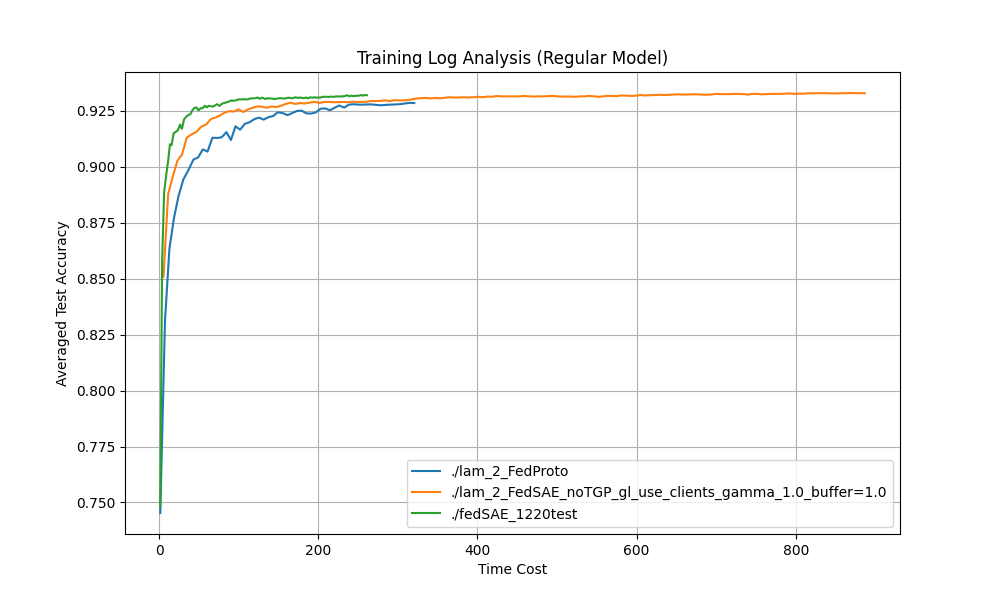 Training Log Analysis (Regular Model)
Averaged Test Accuracy
0.925
0.900
0.875
0.850
0.825
0.800
0.775
0.750
./lam_2_FedProto
./lam_2_FedSAE_noTGP_gl_use_clients_gamma_1.0_buffer=1.0
./fedSAE_1220test
0 200 400 600 800
Time Cost